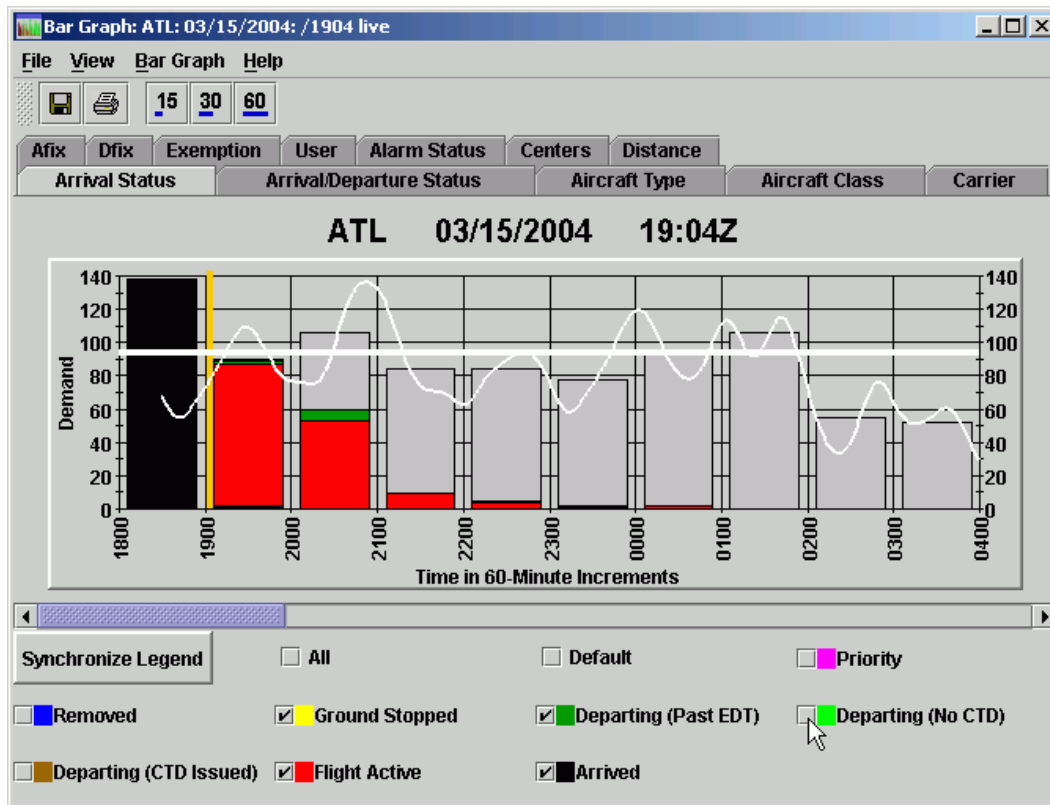 Bar Graph: ATL: 03/15/2004: /1904 live
File View Bar Graph Help
15 30 60
Afix Dfix Exemption User Alarm Status Centers Distance
Arrival Status Arrival/Departure Status Aircraft Type Aircraft Class Carrier
ATL 03/15/2004 19:04Z
140 140
120 120
100 100
80 80
60 60
40 40
20 20
0 0
Demand
1800 1900 2000 2100 2200 2300 0000 0100 0200 0300 0400
Time in 60-Minute Increments
Synchronize Legend All Default Priority
Removed Ground Stopped Departing (Past EDT) Departing (No CTD)
Departing (CTD Issued) Flight Active Arrived